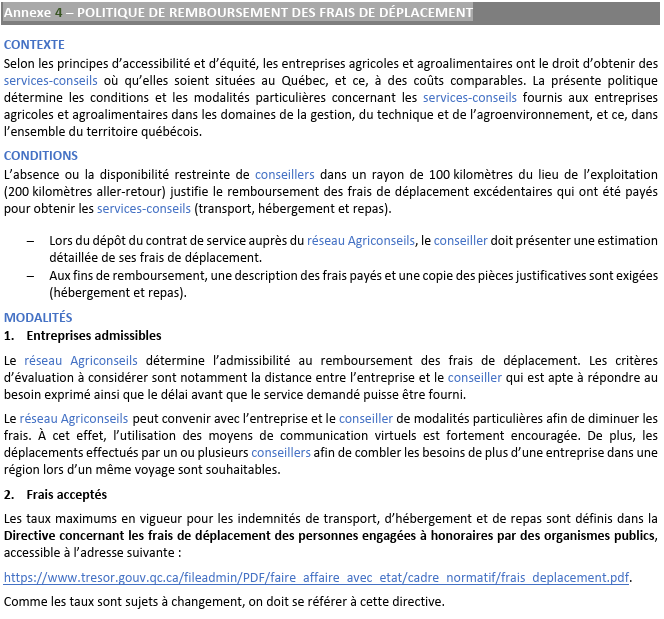 Annexe 4 – POLITIQUE DE REMBOURSEMENT DES FRAIS DE DÉPLACEMENT
CONTEXTE
Selon les principes d'accessibilité et d'équité, les entreprises agricoles et agroalimentaires ont le droit d'obtenir des
services-conseils où qu'elles soient situées au Québec, et ce, à des coûts comparables. La présente politique
détermine les conditions et les modalités particulières concernant les services-conseils fournis aux entreprises
agricoles et agroalimentaires dans les domaines de la gestion, du technique et de l'agroenvironnement, et ce, dans
l'ensemble du territoire québécois.
CONDITIONS
L'absence ou la disponibilité restreinte de conseillers dans un rayon de 100 kilomètres du lieu de l'exploitation
(200 kilomètres aller-retour) justifie le remboursement des frais de déplacement excédentaires qui ont été payés
pour obtenir les services-conseils (transport, hébergement et repas).
– Lors du dépôt du contrat de service auprès du réseau Agriconseils, le conseiller doit présenter une estimation
détaillée de ses frais de déplacement.
– Aux fins de remboursement, une description des frais payés et une copie des pièces justificatives sont exigées
(hébergement et repas).
MODALITÉS
1. Entreprises admissibles
Le réseau Agriconseils détermine l'admissibilité au remboursement des frais de déplacement. Les critères
d'évaluation à considérer sont notamment la distance entre l'entreprise et le conseiller qui est apte à répondre au
besoin exprimé ainsi que le délai avant que le service demandé puisse être fourni.
Le réseau Agriconseils peut convenir avec l'entreprise et le conseiller de modalités particulières afin de diminuer les
frais. À cet effet, l'utilisation des moyens de communication virtuels est fortement encouragée. De plus, les
déplacements effectués par un ou plusieurs conseillers afin de combler les besoins de plus d'une entreprise dans une
région lors d'un même voyage sont souhaitables.
2. Frais acceptés
Les taux maximums en vigueur pour les indemnités de transport, d'hébergement et de repas sont définis dans la
Directive concernant les frais de déplacement des personnes engagées à honoraires par des organismes publics,
accessible à l'adresse suivante :
https://www.tresor.gouv.qc.ca/fileadmin/PDF/faire_affaire_avec_etat/cadre_normatif/frais_deplacement.pdf.
Comme les taux sont sujets à changement, on doit se référer à cette directive.